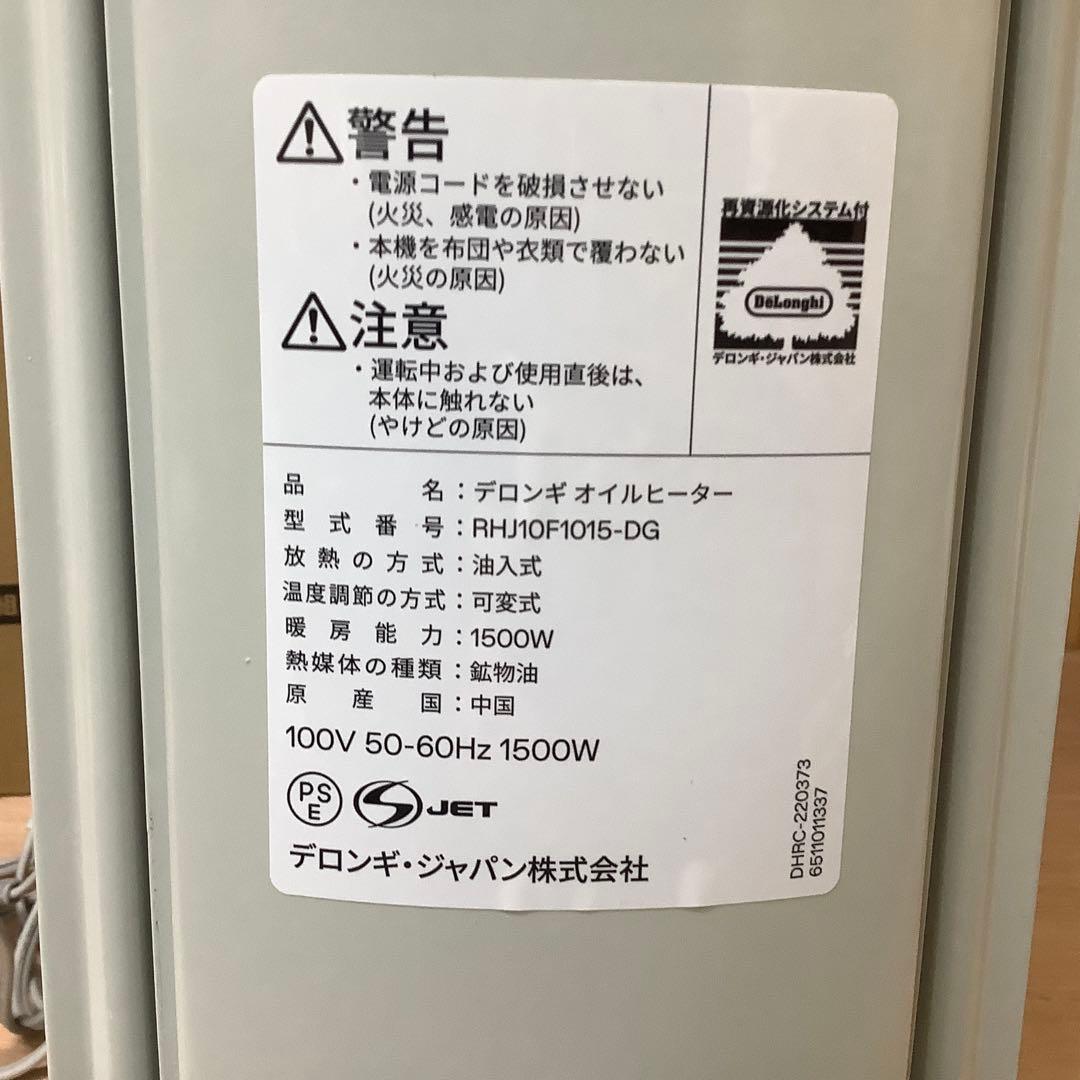 警告
・電源コードを破損させない
(火災、感電の原因)
・本機を布団や衣類で覆わない
(火災の原因)
注意
・運転中および使用直後は、
本体に触れない
(やけどの原因)
再資源化システム付
DeLonghi
デロンギ・ジャパン株式会社
品名：デロンギ オイルヒーター
型式番号：RHJ10F1015-DG
放熱の方式：油入式
温度調節の方式：可変式
暖房能力：1500W
熱媒体の種類：鉱物油
原産国：中国
100V 50-60Hz 1500W
PS
E
S JET
デロンギ・ジャパン株式会社
DHRC-220373
6511011337